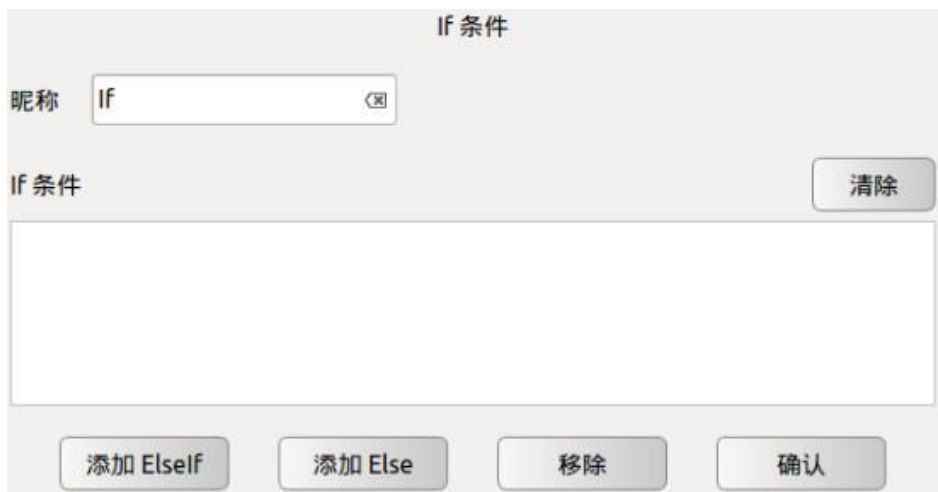 If 条件
昵称 If
If 条件 清除
添加 ElseIf 添加 Else 移除 确认